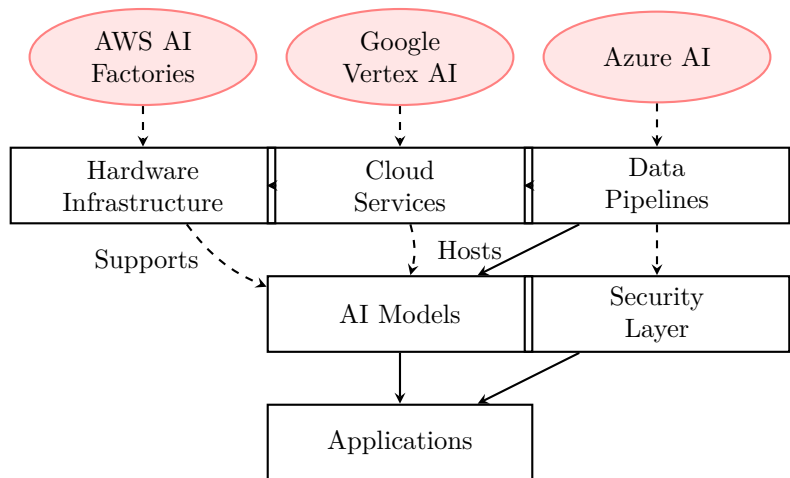 AWS AI
Factories
Google
Vertex AI
Azure AI
Hardware
Infrastructure
Cloud
Services
Data
Pipelines
Supports
Hosts
AI Models
Security
Layer
Applications